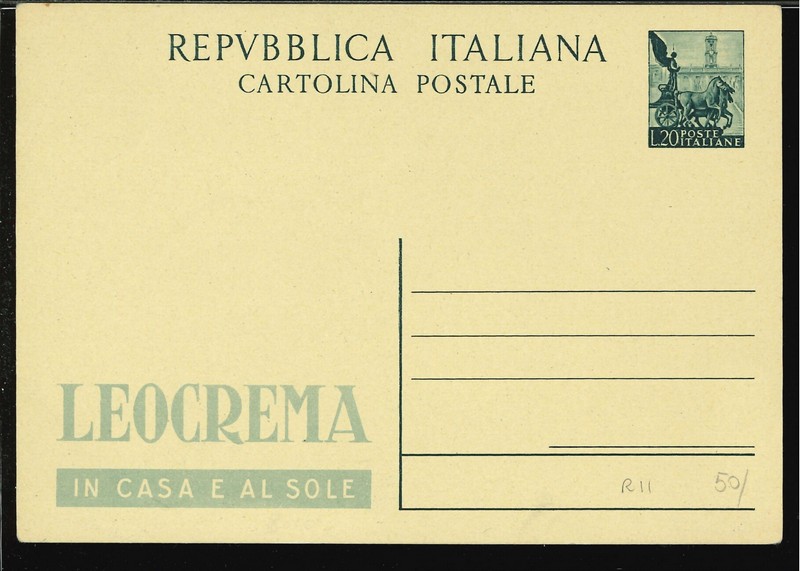 REPVBBLICA ITALIANA
CARTOLINA POSTALE
L.20 POSTE ITALIANE
LEOCREMA
IN CASA E AL SOLE
R11 50/